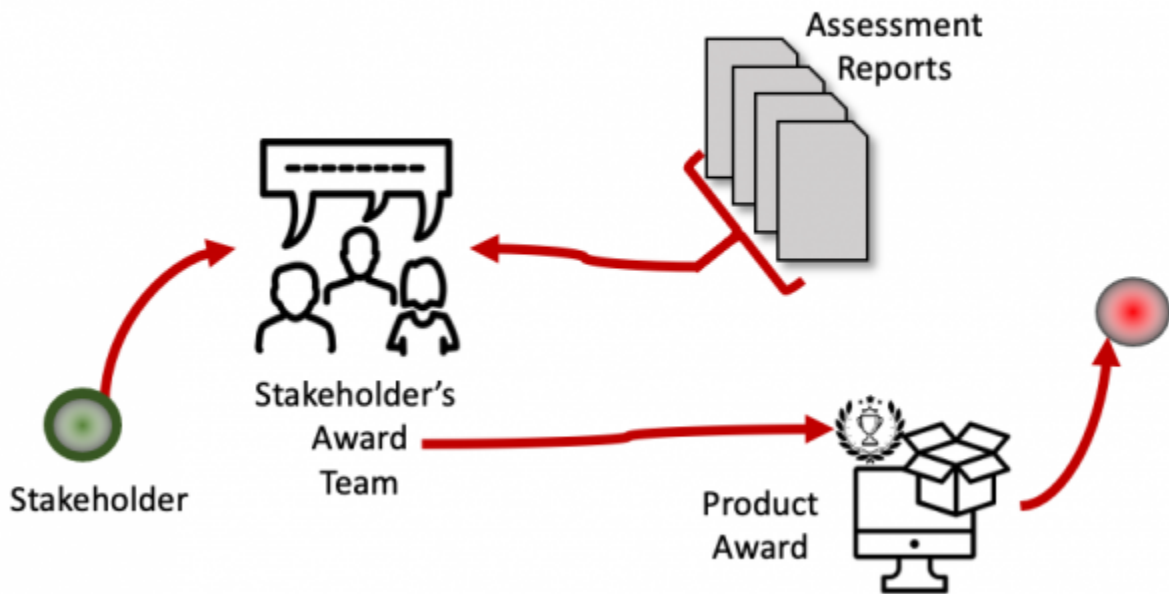 Assessment
Reports
Stakeholder’s
Award
Team
Stakeholder
Product
Award